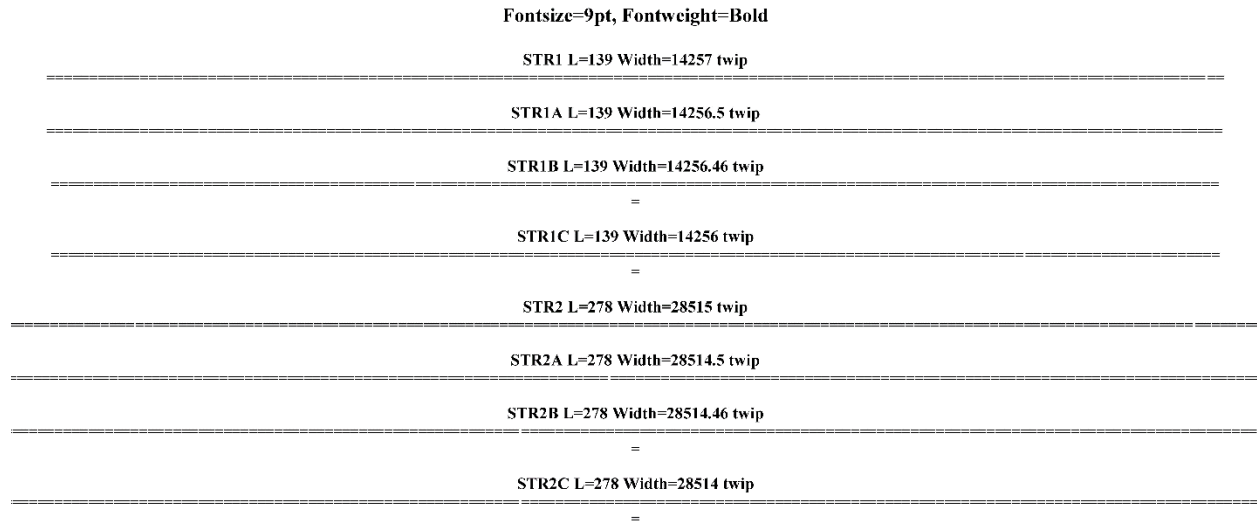 Fontsize=9pt, Fontweight=Bold
STR1 L=139 Width=14257 twip
===========================================================================================================================================
STR1A L=139 Width=14256.5 twip
===========================================================================================================================================
STR1B L=139 Width=14256.46 twip
==========================================================================================================================================
=
STR1C L=139 Width=14256 twip
==========================================================================================================================================
=
STR2 L=278 Width=28515 twip
===================================================================================================================================================
STR2A L=278 Width=28514.5 twip
===================================================================================================================================================
STR2B L=278 Width=28514.46 twip
===================================================================================================================================================
=
STR2C L=278 Width=28514 twip
===================================================================================================================================================
=